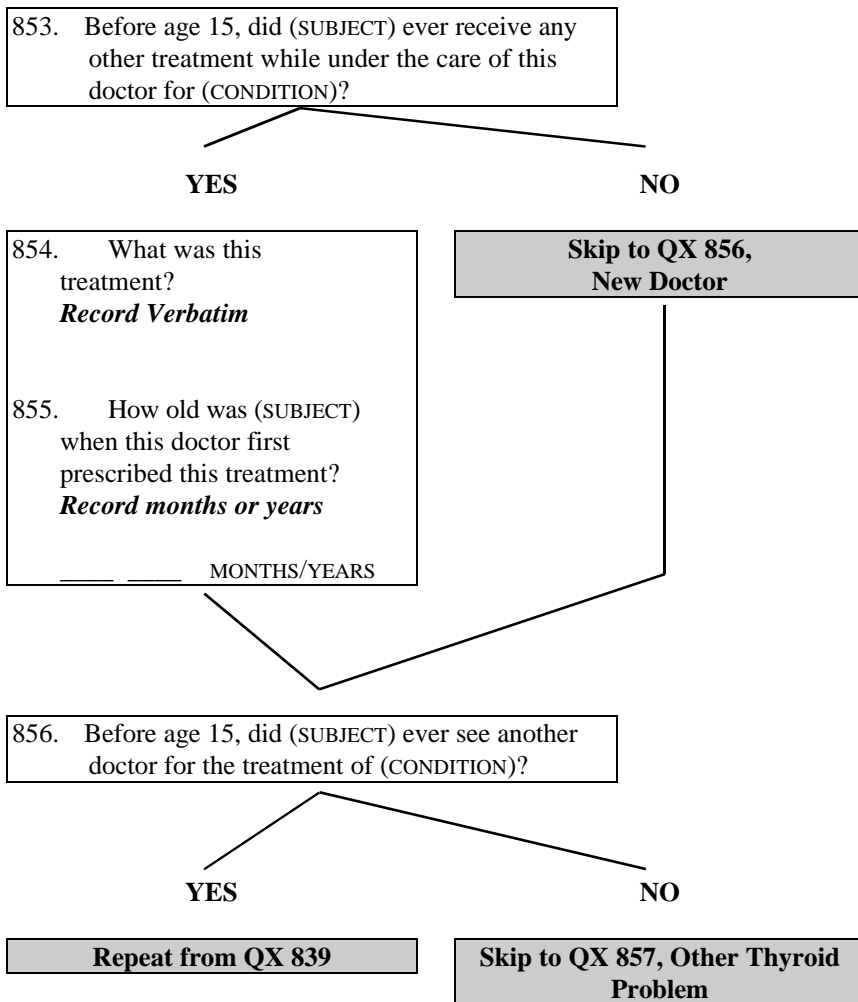 853. Before age 15, did (SUBJECT) ever receive any
other treatment while under the care of this
doctor for (CONDITION)?
YES
NO
854. What was this
treatment?
Record Verbatim
855. How old was (SUBJECT)
when this doctor first
prescribed this treatment?
Record months or years
____ ____ MONTHS/YEARS
Skip to QX 856,
New Doctor
856. Before age 15, did (SUBJECT) ever see another
doctor for the treatment of (CONDITION)?
YES
NO
Repeat from QX 839
Skip to QX 857, Other Thyroid
Problem